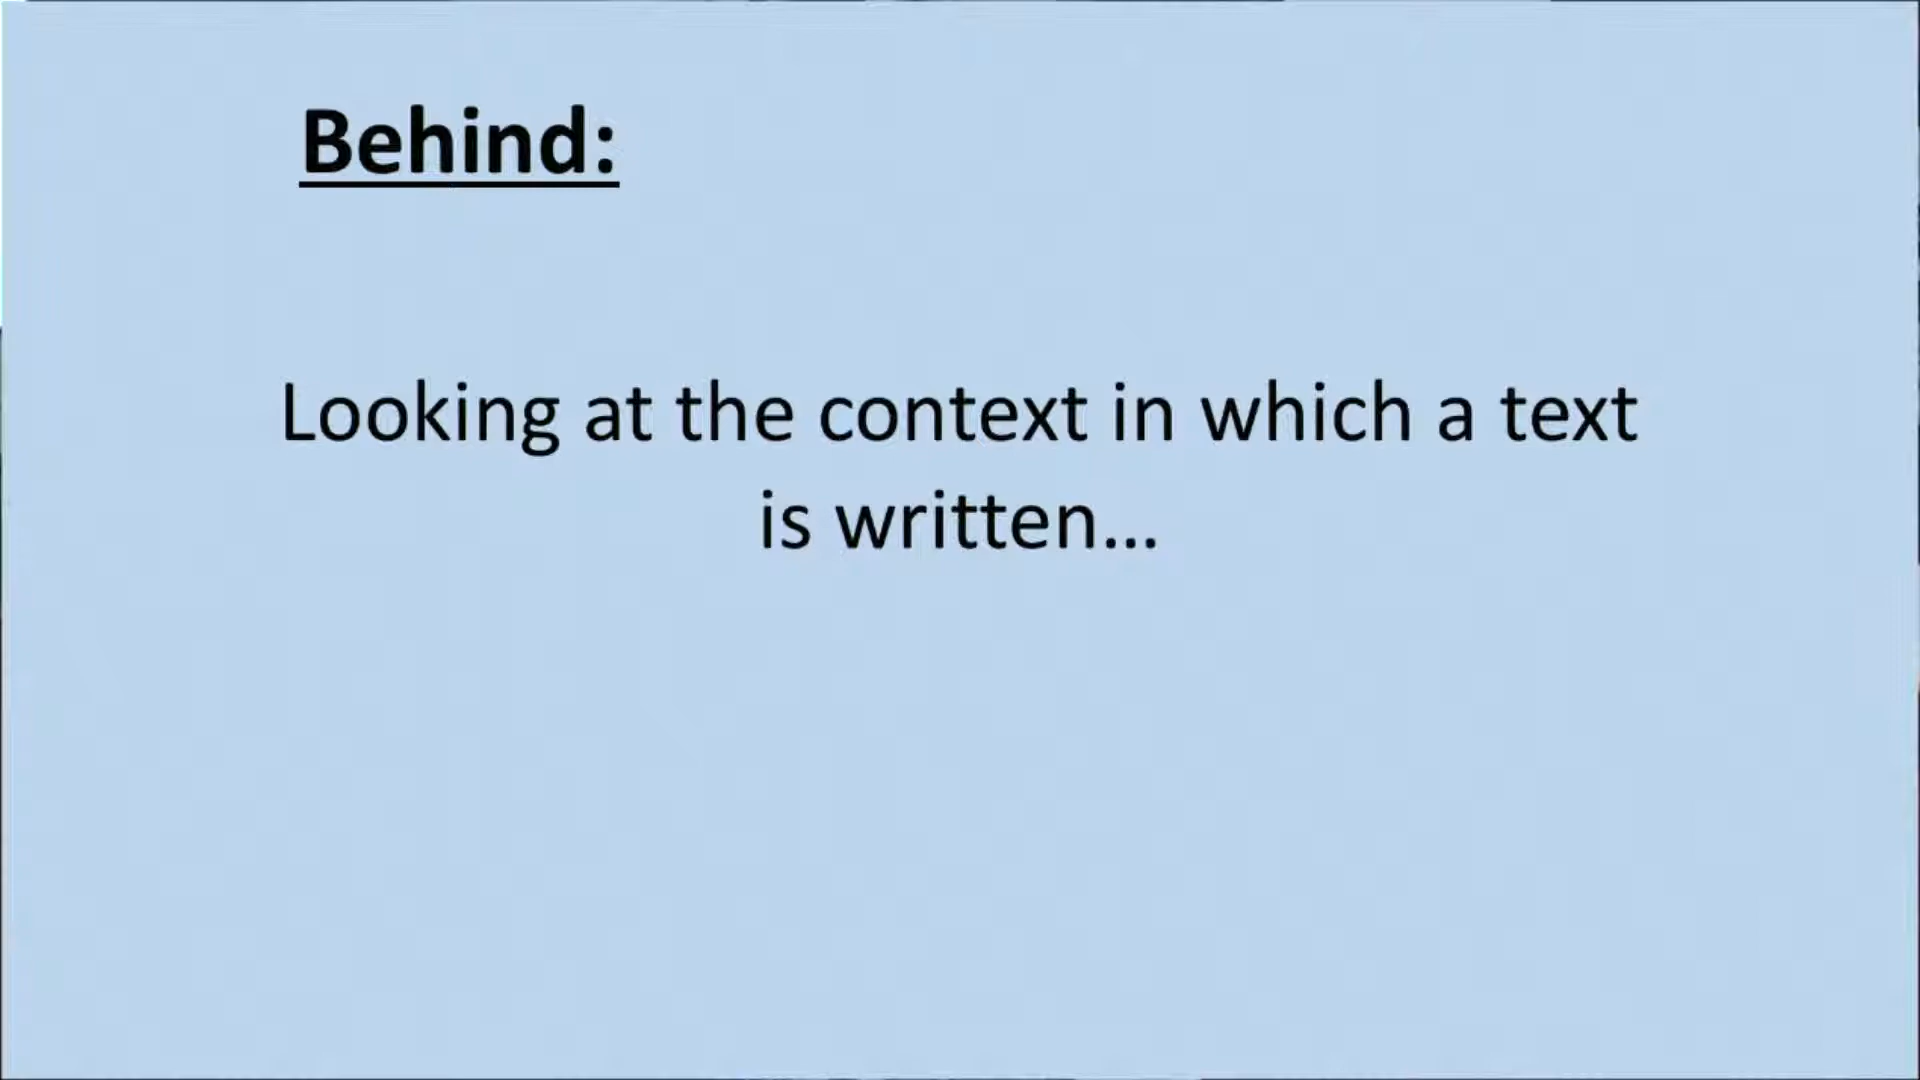 Behind:
Looking at the context in which a text
is written...